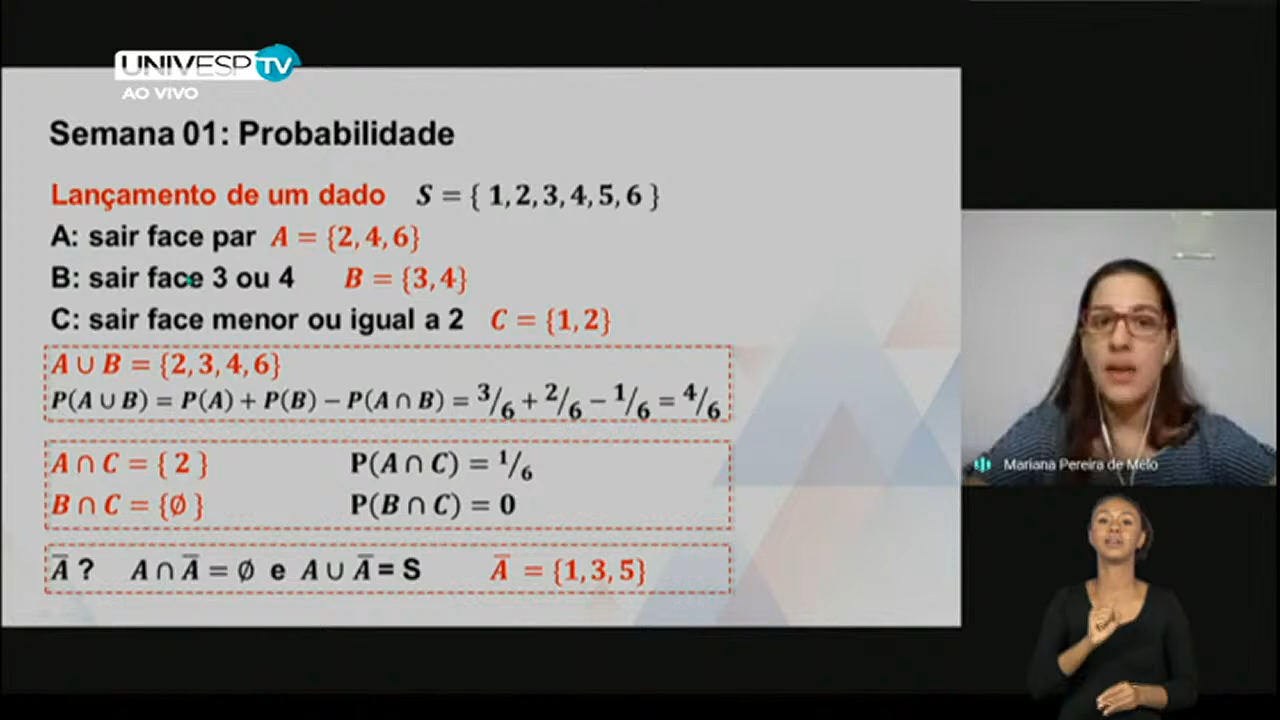 UNIVESP TV
AO VIVO
Semana 01: Probabilidade
Lançamento de um dado S = { 1, 2, 3, 4, 5, 6 }
A: sair face par A = {2, 4, 6}
B: sair face 3 ou 4 B = {3, 4}
C: sair face menor ou igual a 2 C = {1, 2}
A ∪ B = {2, 3, 4, 6}
P(A ∪ B) = P(A) + P(B) − P(A ∩ B) = 3/6 + 2/6 − 1/6 = 4/6
A ∩ C = { 2 } P(A ∩ C) = 1/6
B ∩ C = {∅ } P(B ∩ C) = 0
A̅ ? A ∩ A̅ = ∅ e A ∪ A̅ = S A̅ = {1, 3, 5}
Mariana Pereira de Melo